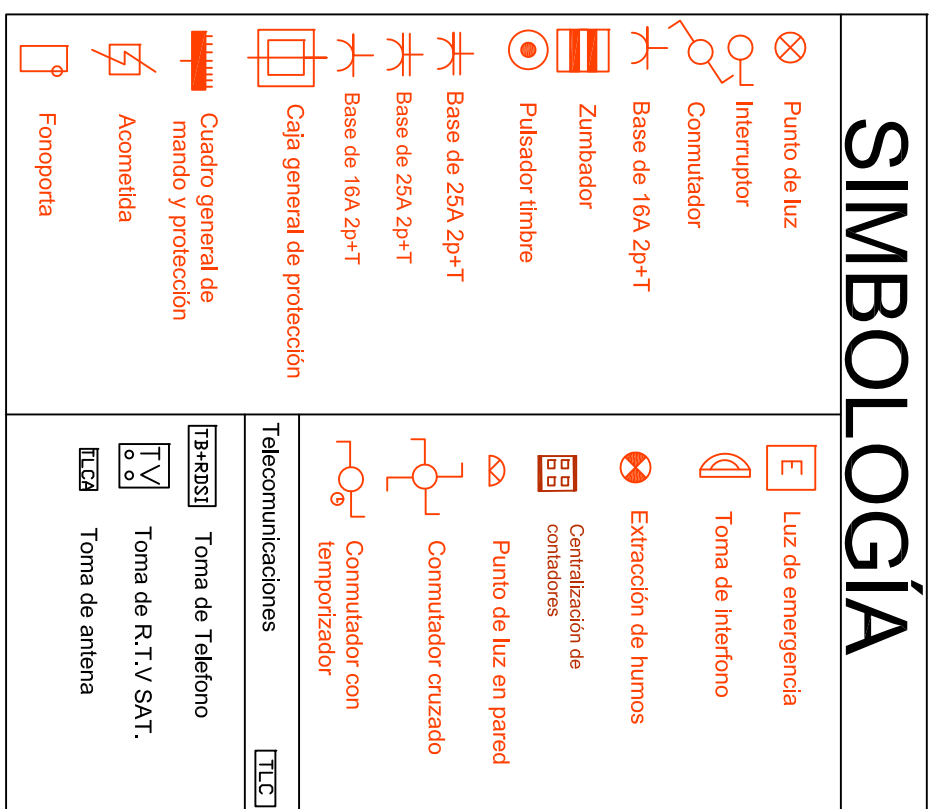 SIMBOLOGÍA
Punto de luz
Interruptor
Conmutador
Base de 16A 2p+T
Zumbador
Pulsador timbre
Base de 25A 2p+T
Base de 25A 2p+T
Base de 16A 2p+T
Caja general de protección
Cuadro general de
mando y protección
Acometida
Fonoporta
E
Luz de emergencia
Toma de interfono
Extracción de humos
Centralización de
contadores
Punto de luz en pared
Conmutador cruzado
Conmutador con
temporizador
Telecomunicaciones
TLC
TB+RDSI
Toma de Telefono
TV
Toma de R.T.V SAT.
TLCA
Toma de antena